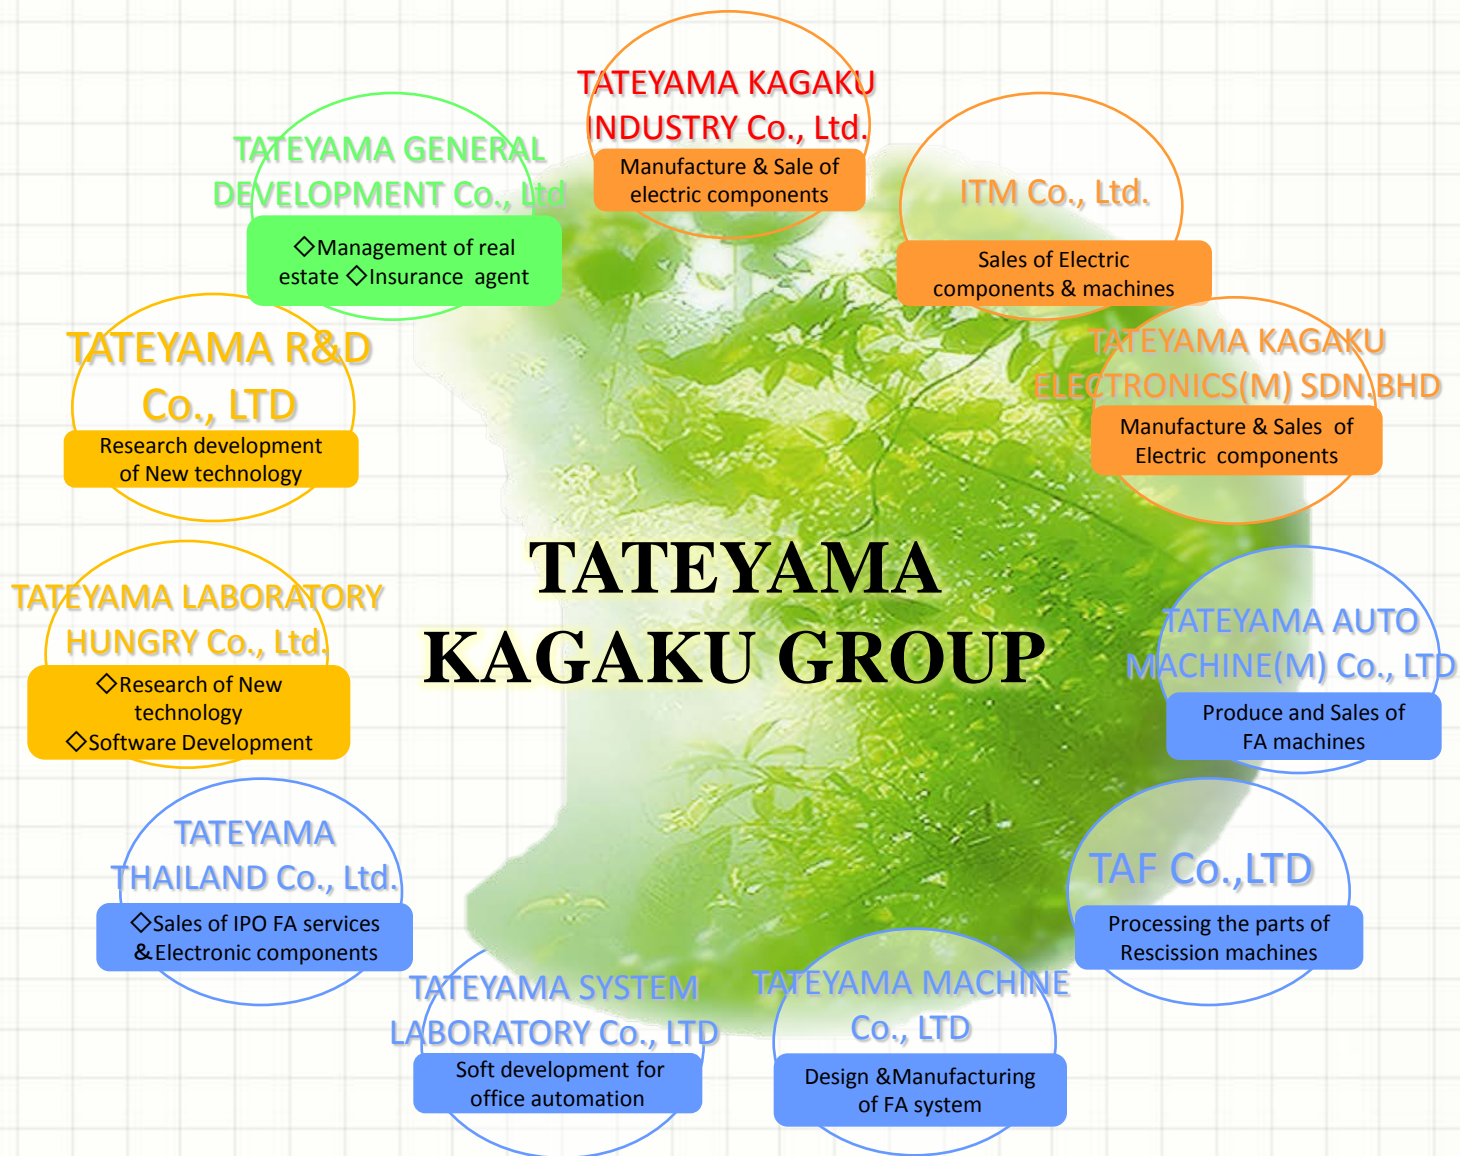 TATEYAMA KAGAKU
INDUSTRY Co., Ltd.
Manufacture & Sale of
electric components
ITM Co., Ltd.
Sales of Electric
components & machines
TATEYAMA KAGAKU
ELECTRONICS(M) SDN.BHD
Manufacture & Sales of
Electric components
TATEYAMA AUTO
MACHINE(M) Co., LTD
Produce and Sales of
FA machines
TAF Co.,LTD
Processing the parts of
Rescission machines
TATEYAMA MACHINE
Co., LTD
Design &Manufacturing
of FA system
TATEYAMA SYSTEM
LABORATORY Co., LTD
Soft development for
office automation
TATEYAMA
THAILAND Co., Ltd.
◇Sales of IPO FA services
&Electronic components
TATEYAMA LABORATORY
HUNGRY Co., Ltd.
◇Research of New
technology
◇Software Development
TATEYAMA R&D
Co., LTD
Research development
of New technology
TATEYAMA GENERAL
DEVELOPMENT Co., Ltd
◇Management of real
estate ◇Insurance agent
TATEYAMA
KAGAKU GROUP